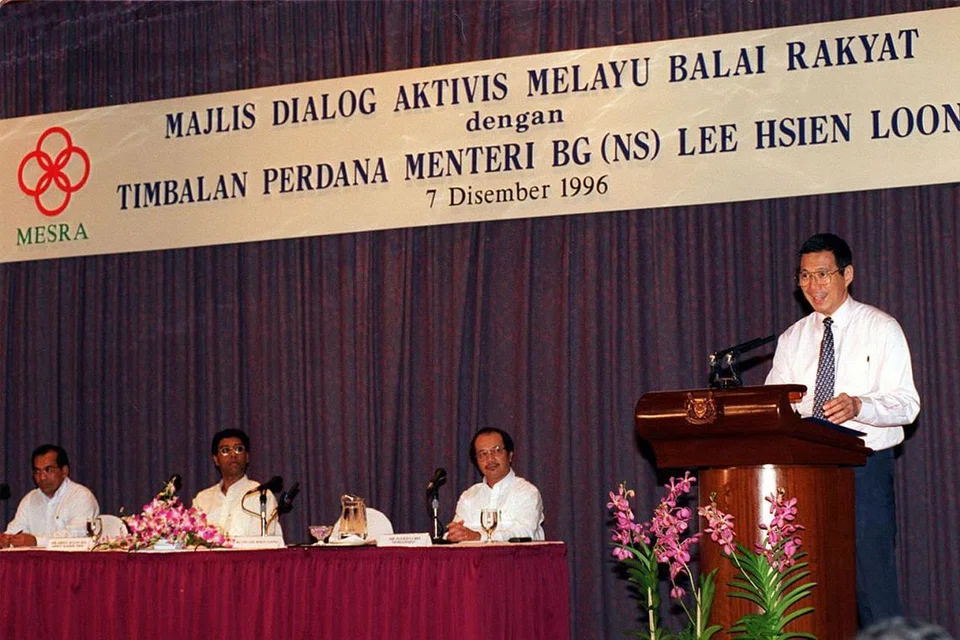 MAJLIS DIALOG AKTIVIS MELAYU BALAI RAKYAT
dengan
TIMBALAN PERDANA MENTERI BG (NS) LEE HSIEN LOON
7 Disember 1996
MESRA